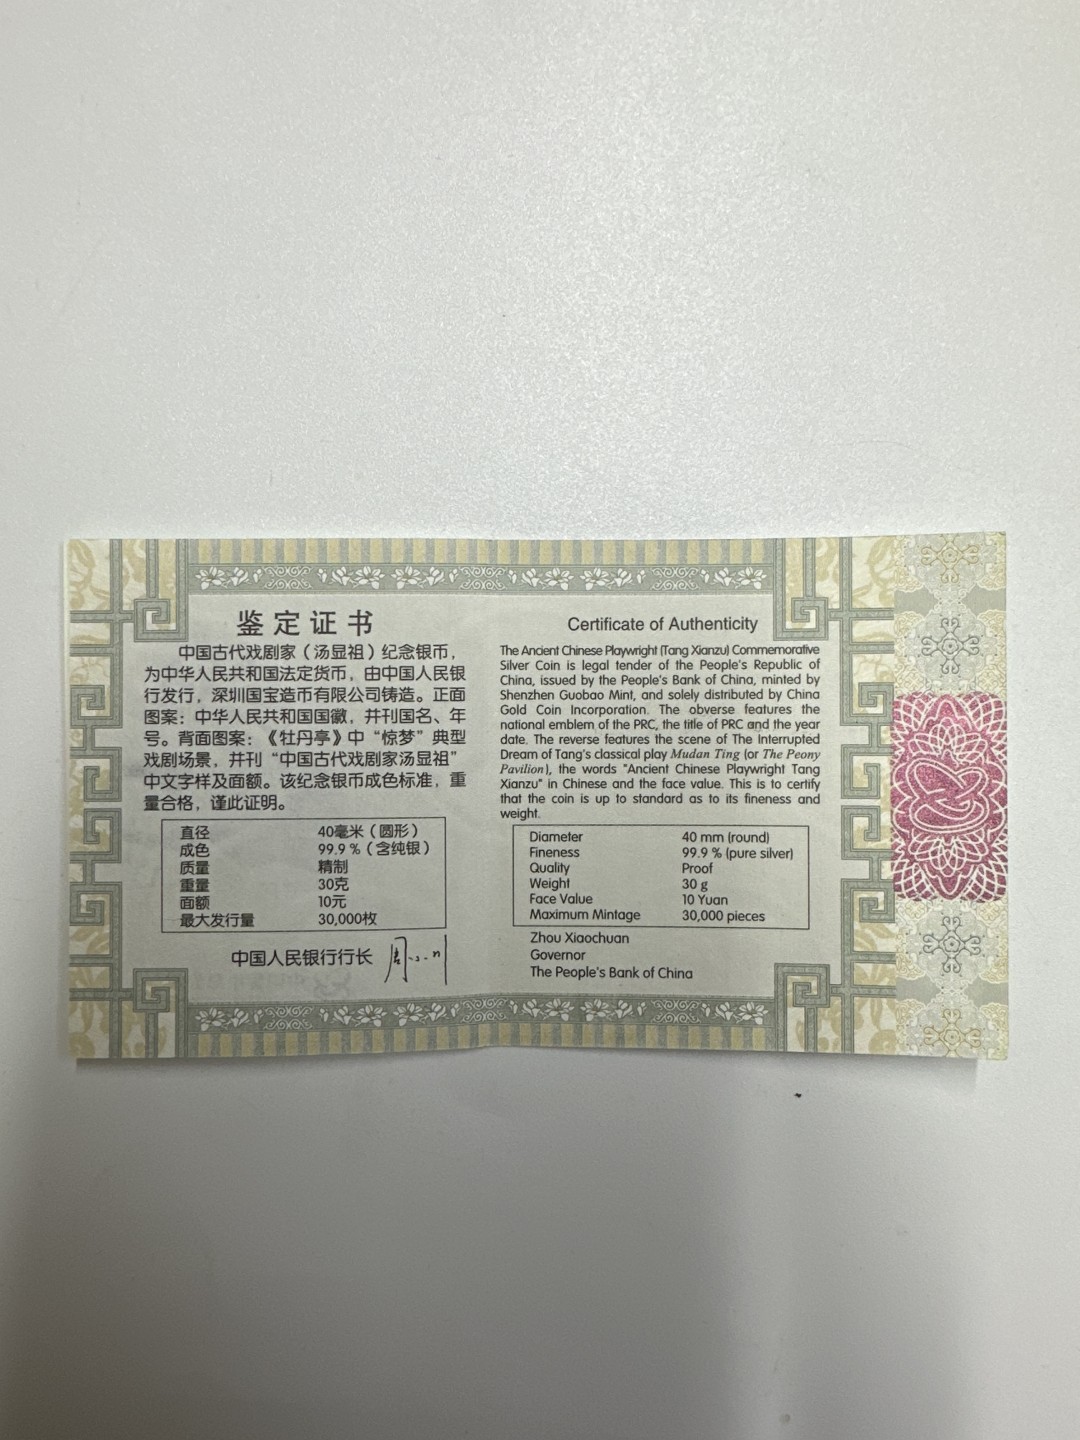 鉴定证书
中国古代戏剧家（汤显祖）纪念银币，
为中华人民共和国法定货币，由中国人民银
行发行，深圳国宝造币有限公司铸造。正面
图案：中华人民共和国国徽，并刊国名、年
号。背面图案：《牡丹亭》中“惊梦”典型
戏剧场景，并刊“中国古代戏剧家汤显祖”
中文字样及面额。该纪念银币成色标准，重
量合格，谨此证明。
直径 40毫米（圆形）
成色 99.9％（含纯银）
质量 精制
重量 30克
面额 10元
最大发行量 30,000枚
中国人民银行行长
Certificate of Authenticity
The Ancient Chinese Playwright (Tang Xianzu) Commemorative
Silver Coin is legal tender of the People's Republic of
China, issued by the People's Bank of China, minted by
Shenzhen Guobao Mint, and solely distributed by China
Gold Coin Incorporation. The obverse features the
national emblem of the PRC, the title of PRC and the year
date. The reverse features the scene of The Interrupted
Dream of Tang's classical play Mudan Ting (or The Peony
Pavilion), the words "Ancient Chinese Playwright Tang
Xianzu" in Chinese and the face value. This is to certify
that the coin is up to standard as to its fineness and
weight.
Diameter 40 mm (round)
Fineness 99.9 % (pure silver)
Quality Proof
Weight 30 g
Face Value 10 Yuan
Maximum Mintage 30,000 pieces
Zhou Xiaochuan
Governor
The People's Bank of China